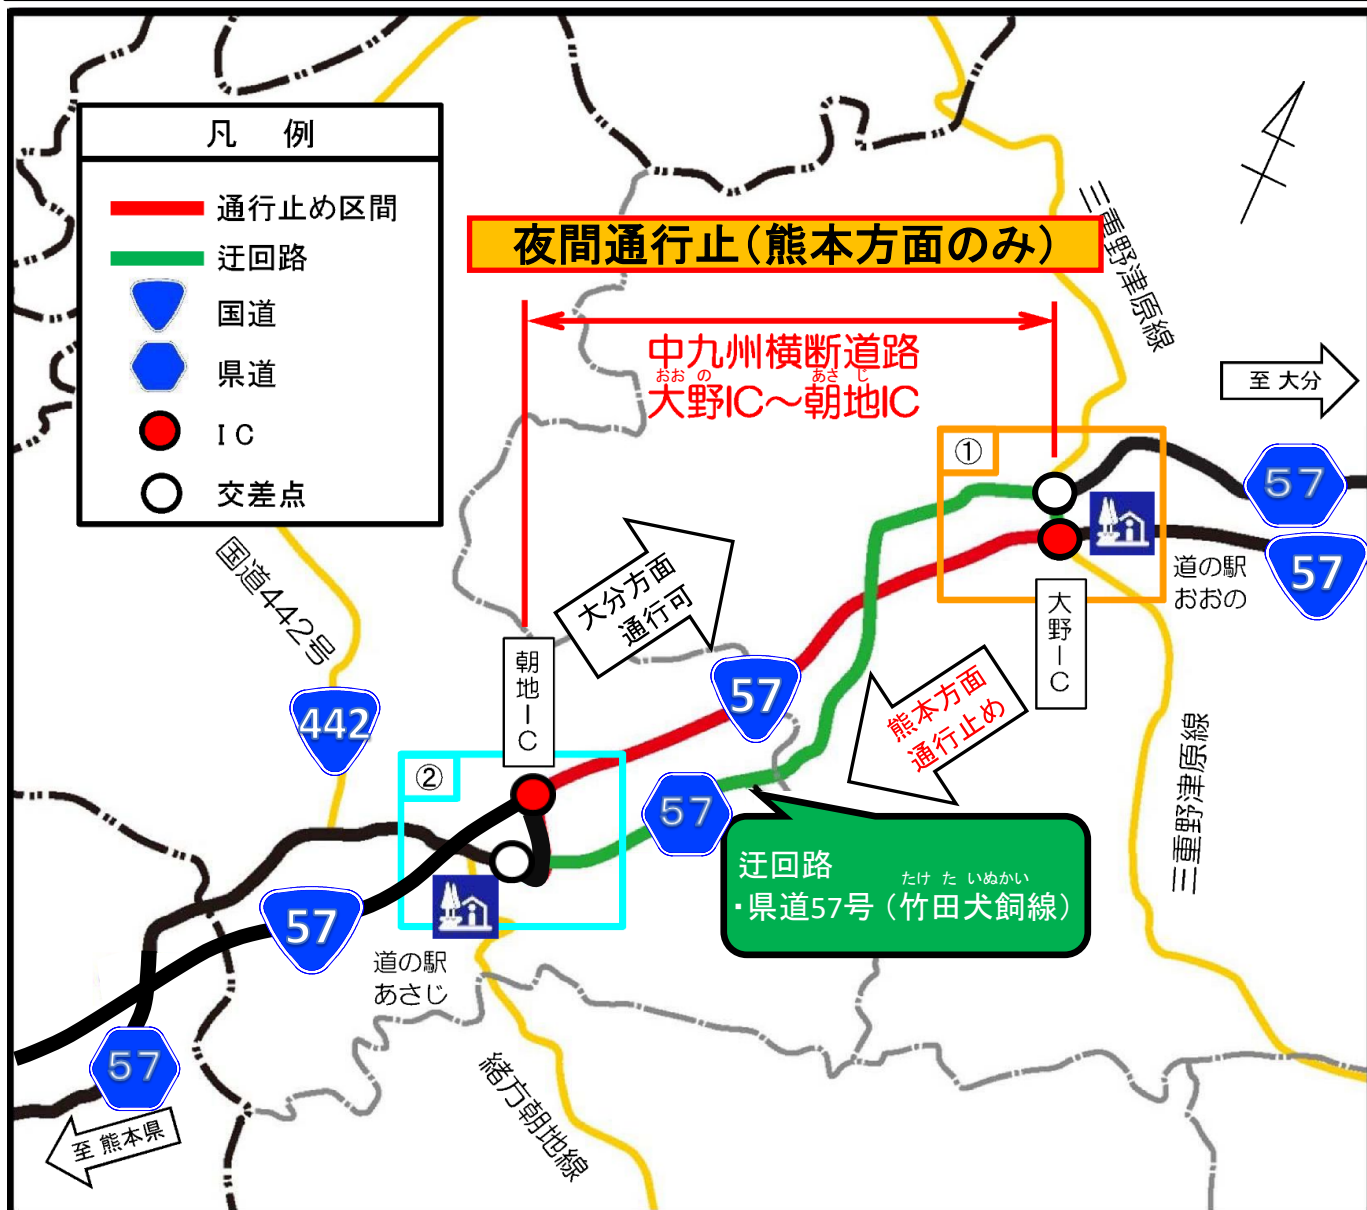 凡 例
通行止め区間
迂回路
国道
県道
IC
交差点
夜間通行止(熊本方面のみ)
三重野津原線
中九州横断道路
おお の あさ じ
大野IC~朝地IC
至 大分
①
57
57
道の駅
おおの
大野IC
国道442号
大分方面
通行可
朝地IC
57
熊本方面
通行止め
442
②
57
三重野津原線
迂回路
たけ た いぬかい
・県道57号(竹田犬飼線)
57
道の駅
あさじ
57
緒方朝地線
至 熊本県